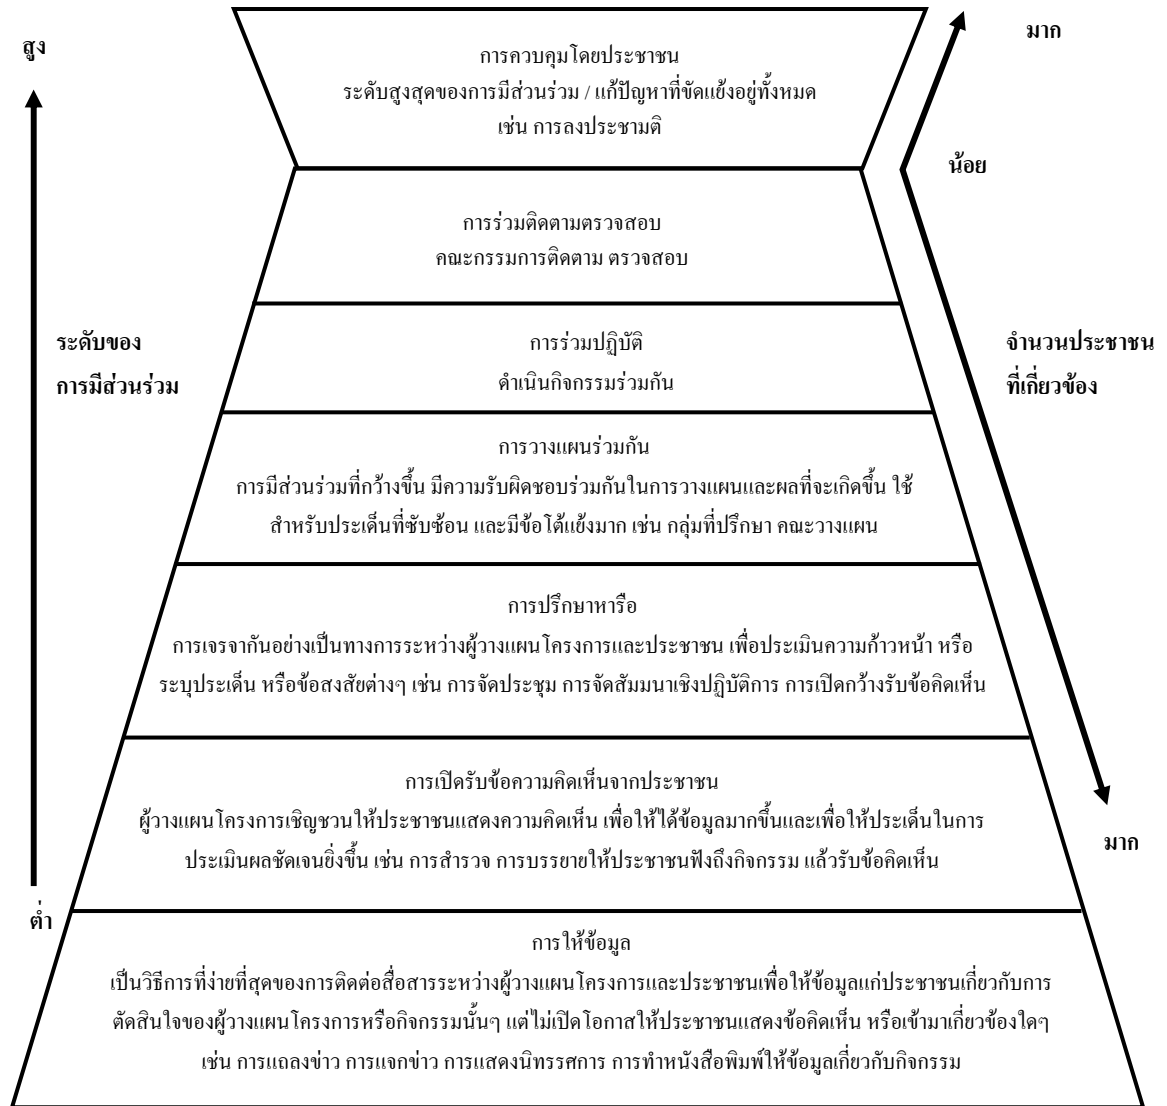 สูง
มาก
การควบคุมโดยประชาชน
ระดับสูงสุดของการมีส่วนร่วม / แก้ปัญหาที่ขัดแย้งอยู่ทั้งหมด
เช่น การลงประชามติ
น้อย
การร่วมติดตามตรวจสอบ
คณะกรรมการติดตาม ตรวจสอบ
ระดับของ
การมีส่วนร่วม
การร่วมปฏิบัติ
ดำเนินกิจกรรมร่วมกัน
จำนวนประชาชน
ที่เกี่ยวข้อง
การวางแผนร่วมกัน
การมีส่วนร่วมที่กว้างขึ้น มีความรับผิดชอบร่วมกันในการวางแผนและผลที่จะเกิดขึ้น ใช้
สำหรับประเด็นที่ซับซ้อน และมีข้อโต้แย้งมาก เช่น กลุ่มที่ปรึกษา คณะวางแผน
การปรึกษาหารือ
การเจรจากันอย่างเป็นทางการระหว่างผู้วางแผนโครงการและประชาชน เพื่อประเมินความก้าวหน้า หรือ
ระบุประเด็น หรือข้อสงสัยต่างๆ เช่น การจัดประชุม การจัดสัมมนาเชิงปฏิบัติการ การเปิดกว้างรับข้อคิดเห็น
การเปิดรับข้อความคิดเห็นจากประชาชน
ผู้วางแผนโครงการเชิญชวนให้ประชาชนแสดงความคิดเห็น เพื่อให้ได้ข้อมูลมากขึ้นและเพื่อให้ประเด็นในการ
ประเมินผลชัดเจนยิ่งขึ้น เช่น การสำรวจ การบรรยายให้ประชาชนฟังถึงกิจกรรม แล้วรับข้อคิดเห็น
มาก
ต่ำ
การให้ข้อมูล
เป็นวิธีการที่ง่ายที่สุดของการติดต่อสื่อสารระหว่างผู้วางแผนโครงการและประชาชนเพื่อให้ข้อมูลแก่ประชาชนเกี่ยวกับการ
ตัดสินใจของผู้วางแผนโครงการหรือกิจกรรมนั้นๆ แต่ไม่เปิดโอกาสให้ประชาชนแสดงข้อคิดเห็น หรือเข้ามาเกี่ยวข้องใดๆ
เช่น การแถลงข่าว การแจกข่าว การแสดงนิทรรศการ การทำหนังสือพิมพ์ให้ข้อมูลเกี่ยวกับกิจกรรม